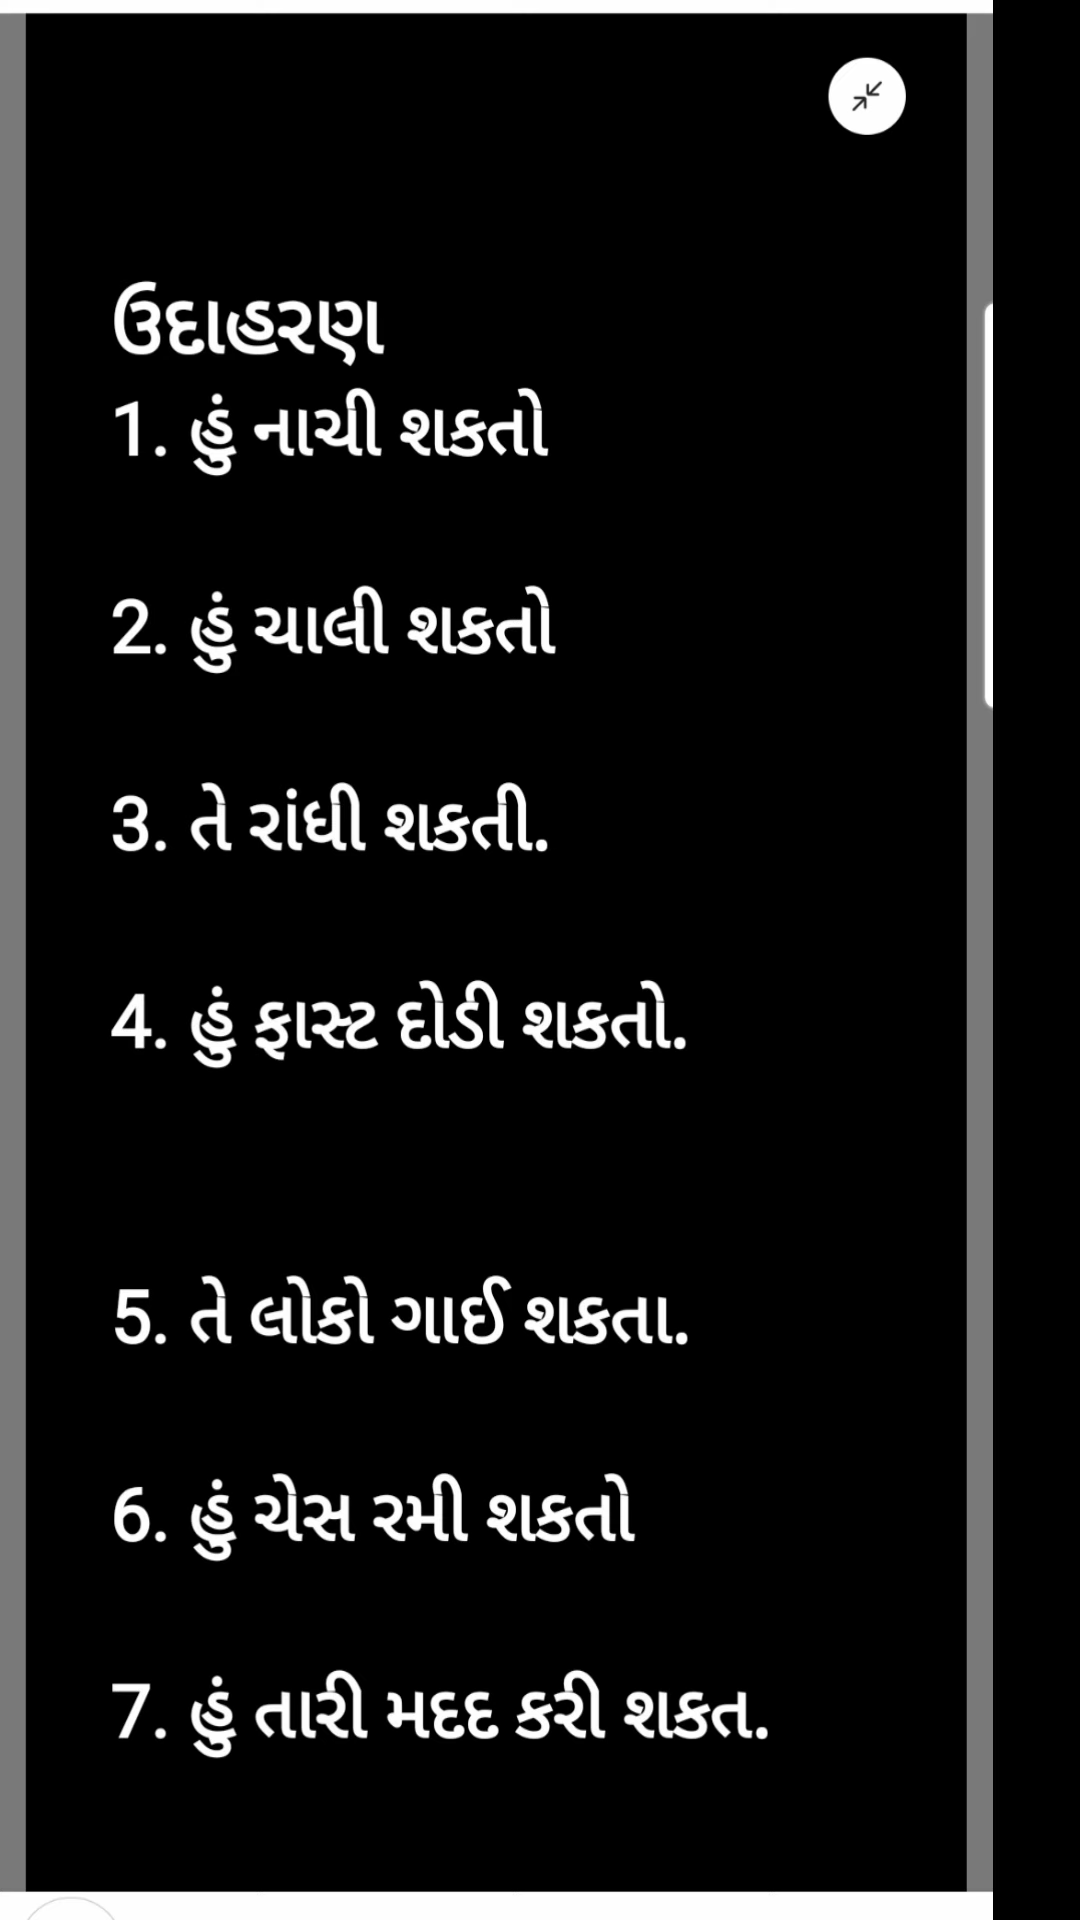 ઉદાહરણ
1. હું નાચી શકતો
2. હું ચાલી શકતો
3. તે રાંધી શકતી.
4. હું ફાસ્ટ દોડી શકતો.
5. તે લોકો ગાઈ શકતા.
6. હું ચેસ રમી શકતો
7. હું તારી મદદ કરી શકત.